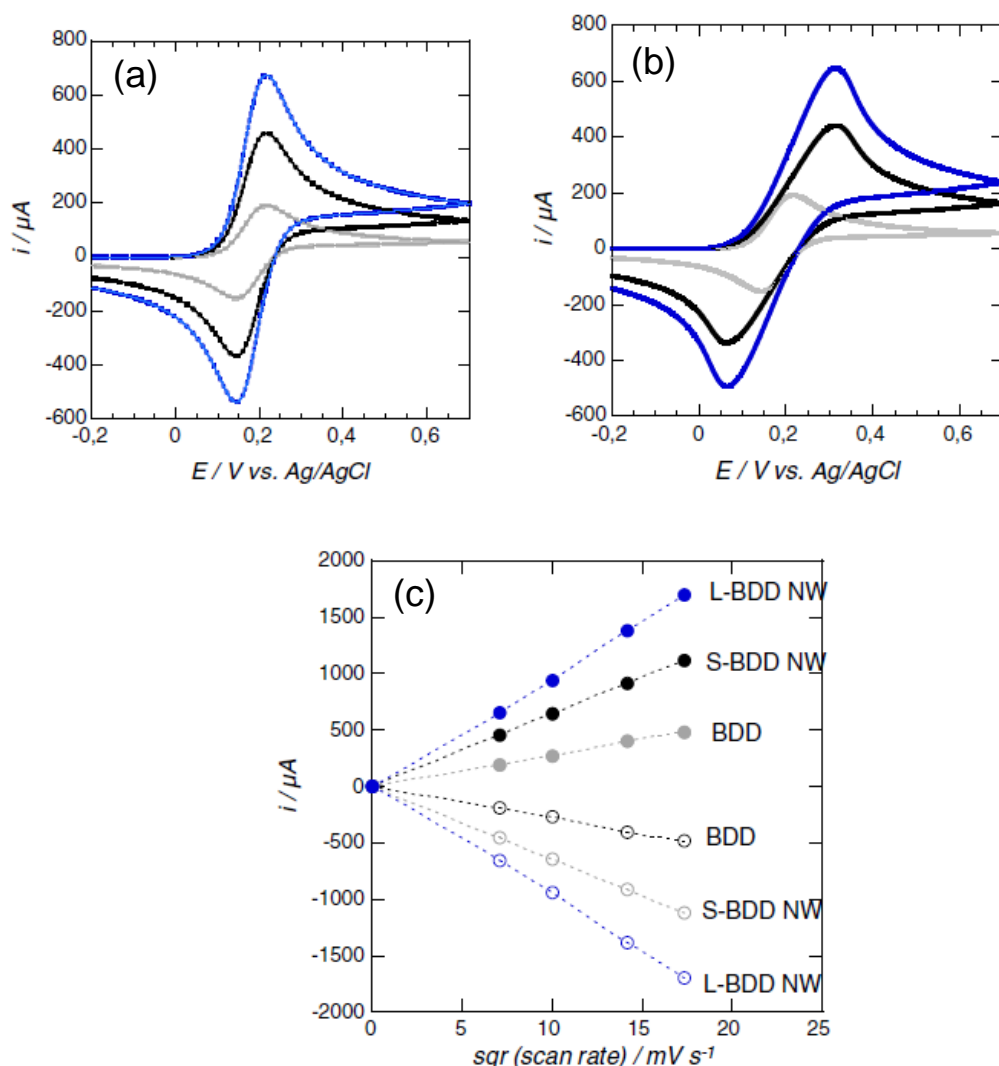 (a)
800
600
400
200
0
-200
-400
-600
-0,2
0
0,2
0,4
0,6
i / µA
E / V vs. Ag/AgCl
(b)
800
600
400
200
0
-200
-400
-600
-0,2
0
0,2
0,4
0,6
i / µA
E / V vs. Ag/AgCl
(c)
2000
1500
1000
500
0
-500
-1000
-1500
-2000
0
5
10
15
20
25
i / µA
sqr (scan rate) / mV s-1
L-BDD NW
S-BDD NW
BDD
BDD
S-BDD NW
L-BDD NW